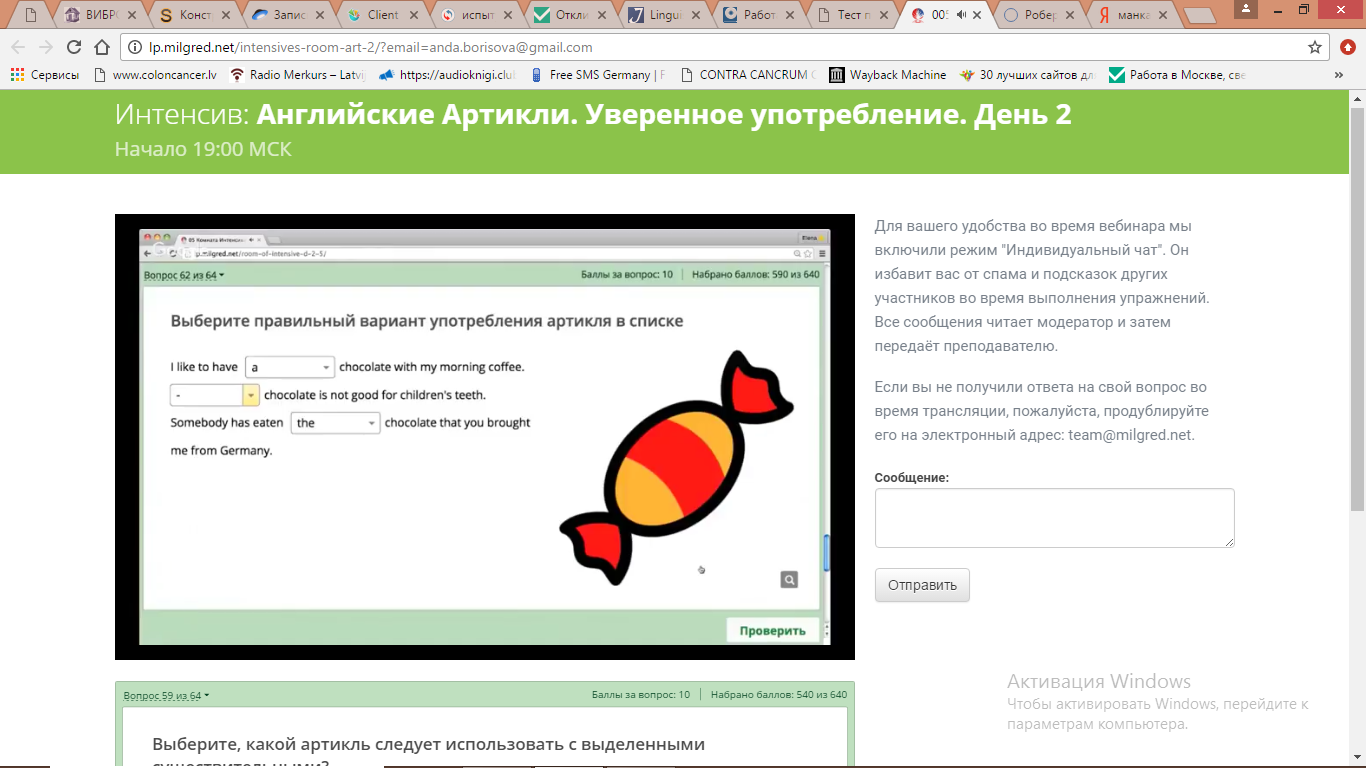 ВИБРО
Конст
Запис
Client
испыт
Откли
Lingui
Работ
Тест п
005
Робер
манка
lp.milgred.net/intensives-room-art-2/?email=anda.borisova@gmail.com
Сервисы www.coloncancer.lv Radio Merkurs – Latvij https://audioknigi.clu Free SMS Germany | F CONTRA CANCRUM C Wayback Machine 30 лучших сайтов дл Работа в Москве, све »
Интенсив: Английские Артикли. Уверенное употребление. День 2
Начало 19:00 МСК
85 Комната Интенсив
Elena
lp.milgred.net/room-of-intensive-d-2-5/
Вопрос 62 из 64 Баллы за вопрос: 10 | Набрано баллов: 590 из 640
Выберите правильный вариант употребления артикля в списке
I like to have a chocolate with my morning coffee.
- chocolate is not good for children's teeth.
Somebody has eaten the chocolate that you brought
me from Germany.
Проверить
Вопрос 59 из 64 Баллы за вопрос: 10 | Набрано баллов: 540 из 640
Выберите, какой артикль следует использовать с выделенными
существительными?
Для вашего удобства во время вебинара мы
включили режим "Индивидуальный чат". Он
избавит вас от спама и подсказок других
участников во время выполнения упражнений.
Все сообщения читает модератор и затем
передаёт преподавателю.
Если вы не получили ответа на свой вопрос во
время трансляции, пожалуйста, продублируйте
его на электронный адрес: team@milgred.net.
Сообщение:
Отправить
Активация Windows
Чтобы активировать Windows, перейдите к
параметрам компьютера.